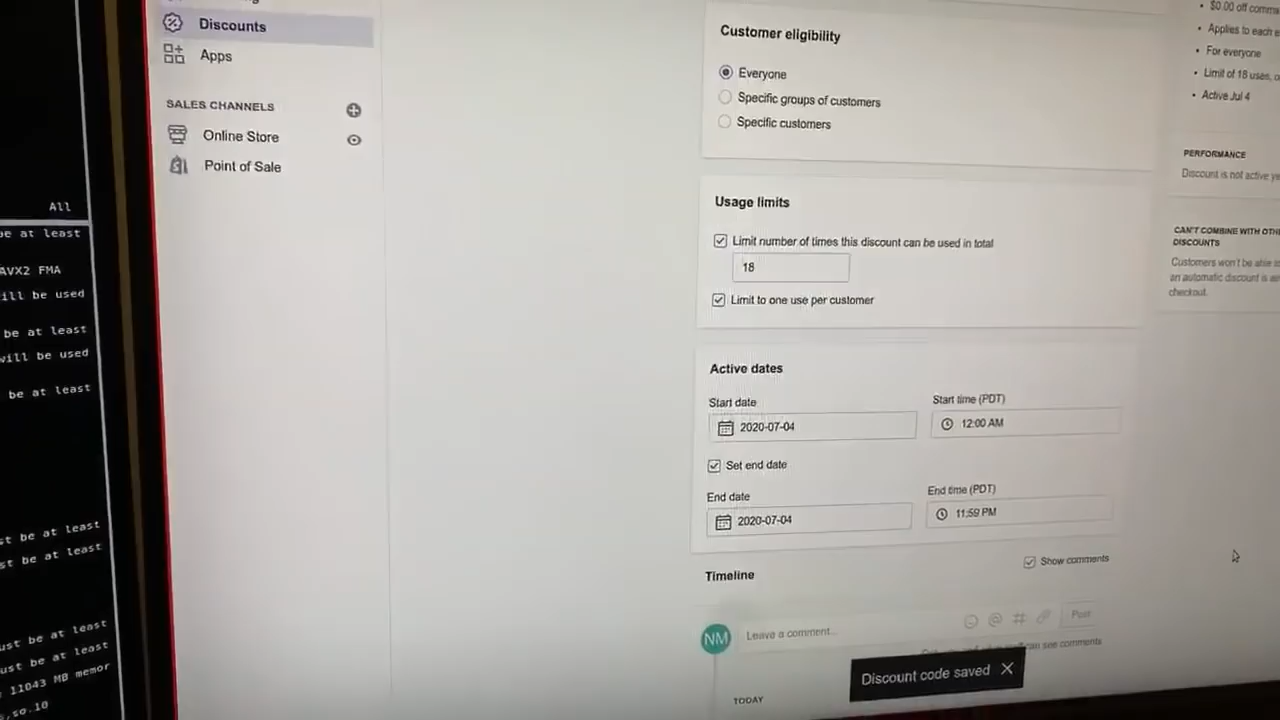 Discounts
Apps
SALES CHANNELS
Online Store
Point of Sale
All
be at least
AVX2 FMA
will be used
be at least
will be used
be at least
st be at least
st be at least
ust be at least
ust be at least
11043 MB memor
.so.10
Customer eligibility
Everyone
Specific groups of customers
Specific customers
Usage limits
Limit number of times this discount can be used in total
18
Limit to one use per customer
Active dates
Start date
Start time (PDT)
2020-07-04
12:00 AM
Set end date
End date
End time (PDT)
2020-07-04
11:59 PM
Timeline
Show comments
NM
Leave a comment...
Post
can see comments
Discount code saved
TODAY
$0.00 off
Applies to each
For everyone
Limit of 18 uses,
Active Jul 4
PERFORMANCE
Discount is not active
CAN'T COMBINE WITH
DISCOUNTS
Customers won't be able
an automatic discount is
checkout.